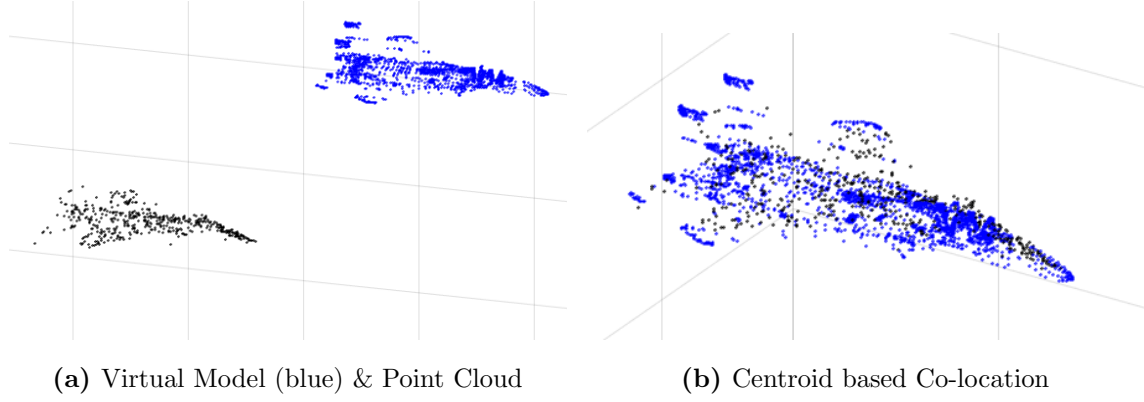 (a) Virtual Model (blue) & Point Cloud
(b) Centroid based Co-location